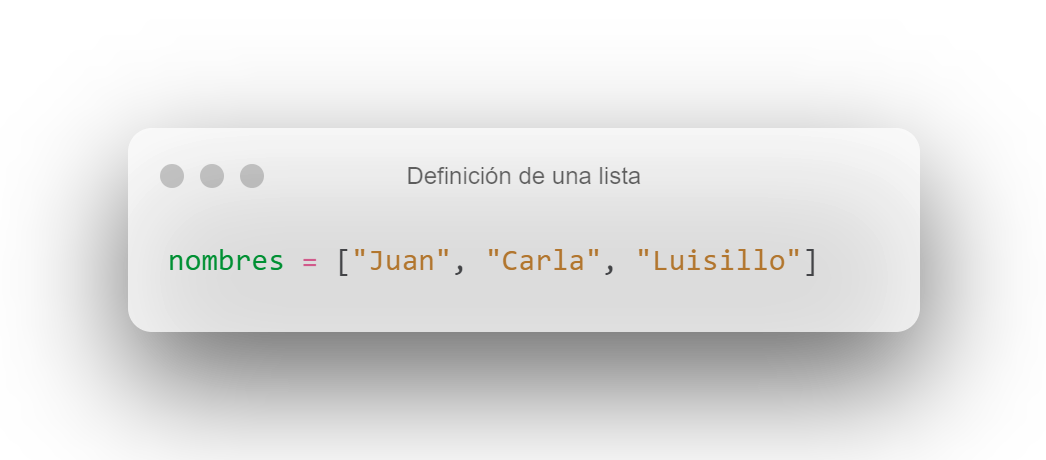 Definición de una lista
nombres = ["Juan", "Carla", "Luisillo"]